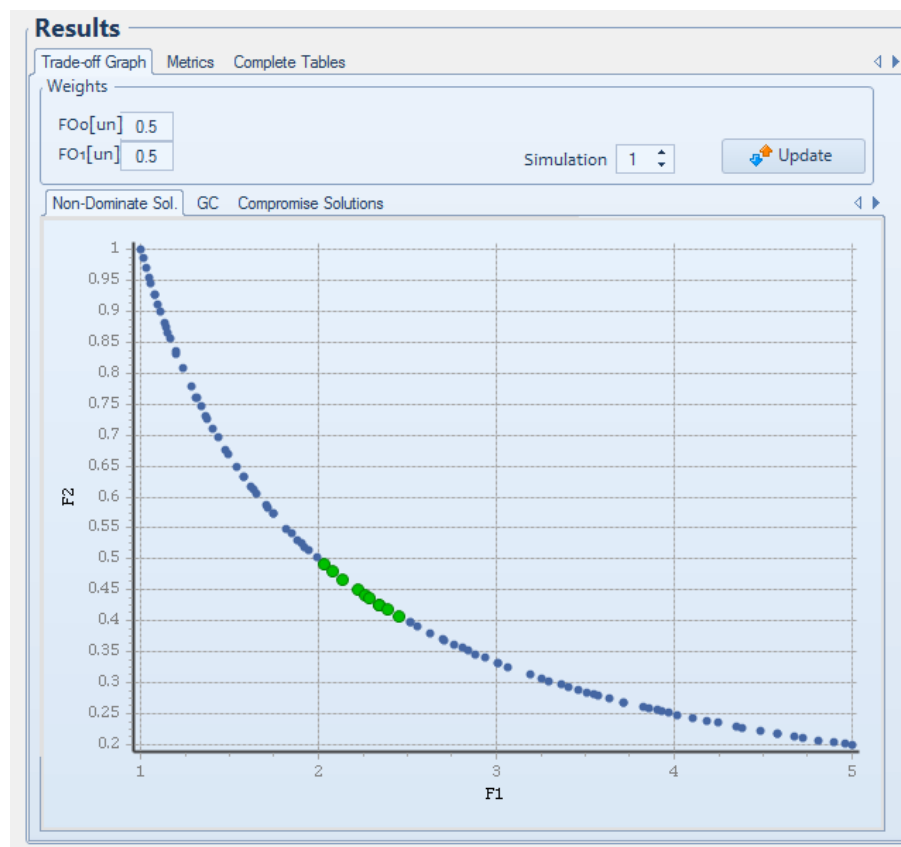 Results
Trade-off Graph Metrics Complete Tables
Weights
FO0[un] 0.5
FO1[un] 0.5
Simulation 1 Update
Non-Dominate Sol. GC Compromise Solutions
1
0.95
0.9
0.85
0.8
0.75
0.7
0.65
0.6
0.55
0.5
0.45
0.4
0.35
0.3
0.25
0.2
F2
1 2 3 4 5
F1